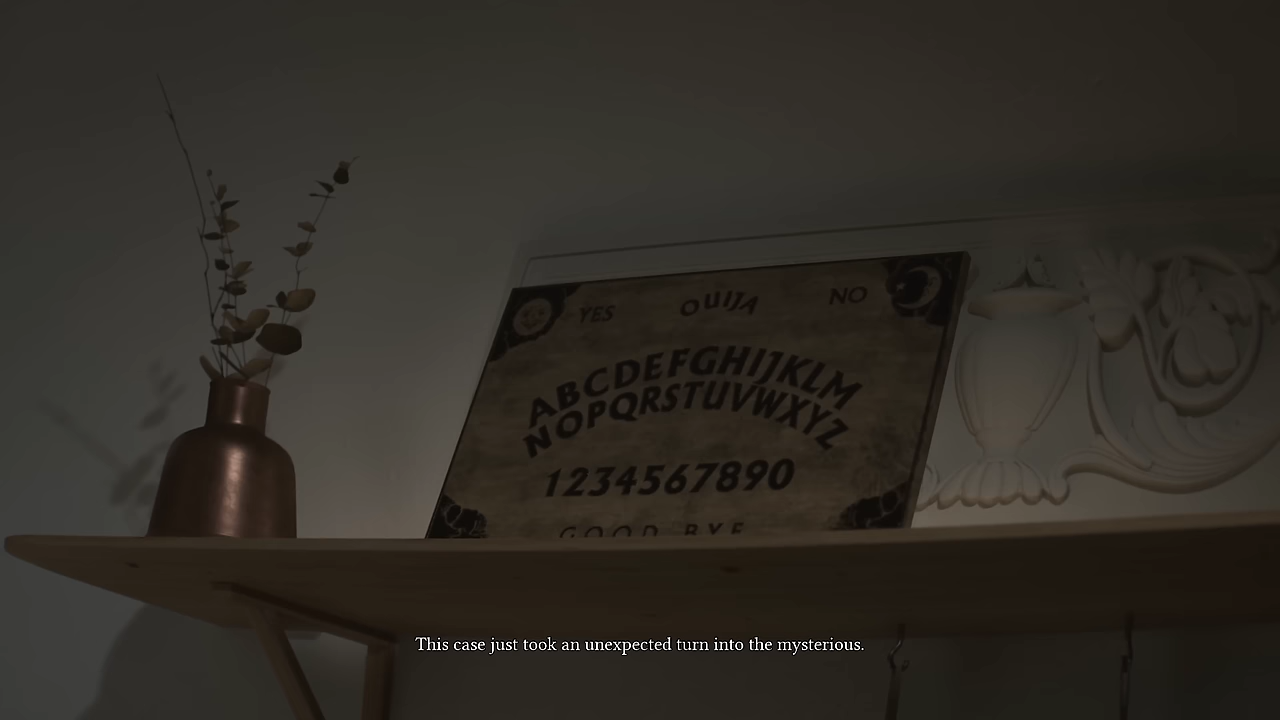 YES OUIJA NO
ABCDEFGHIJKLM
NOPQRSTUVWXYZ
1234567890
GOOD BYE
This case just took an unexpected turn into the mysterious.